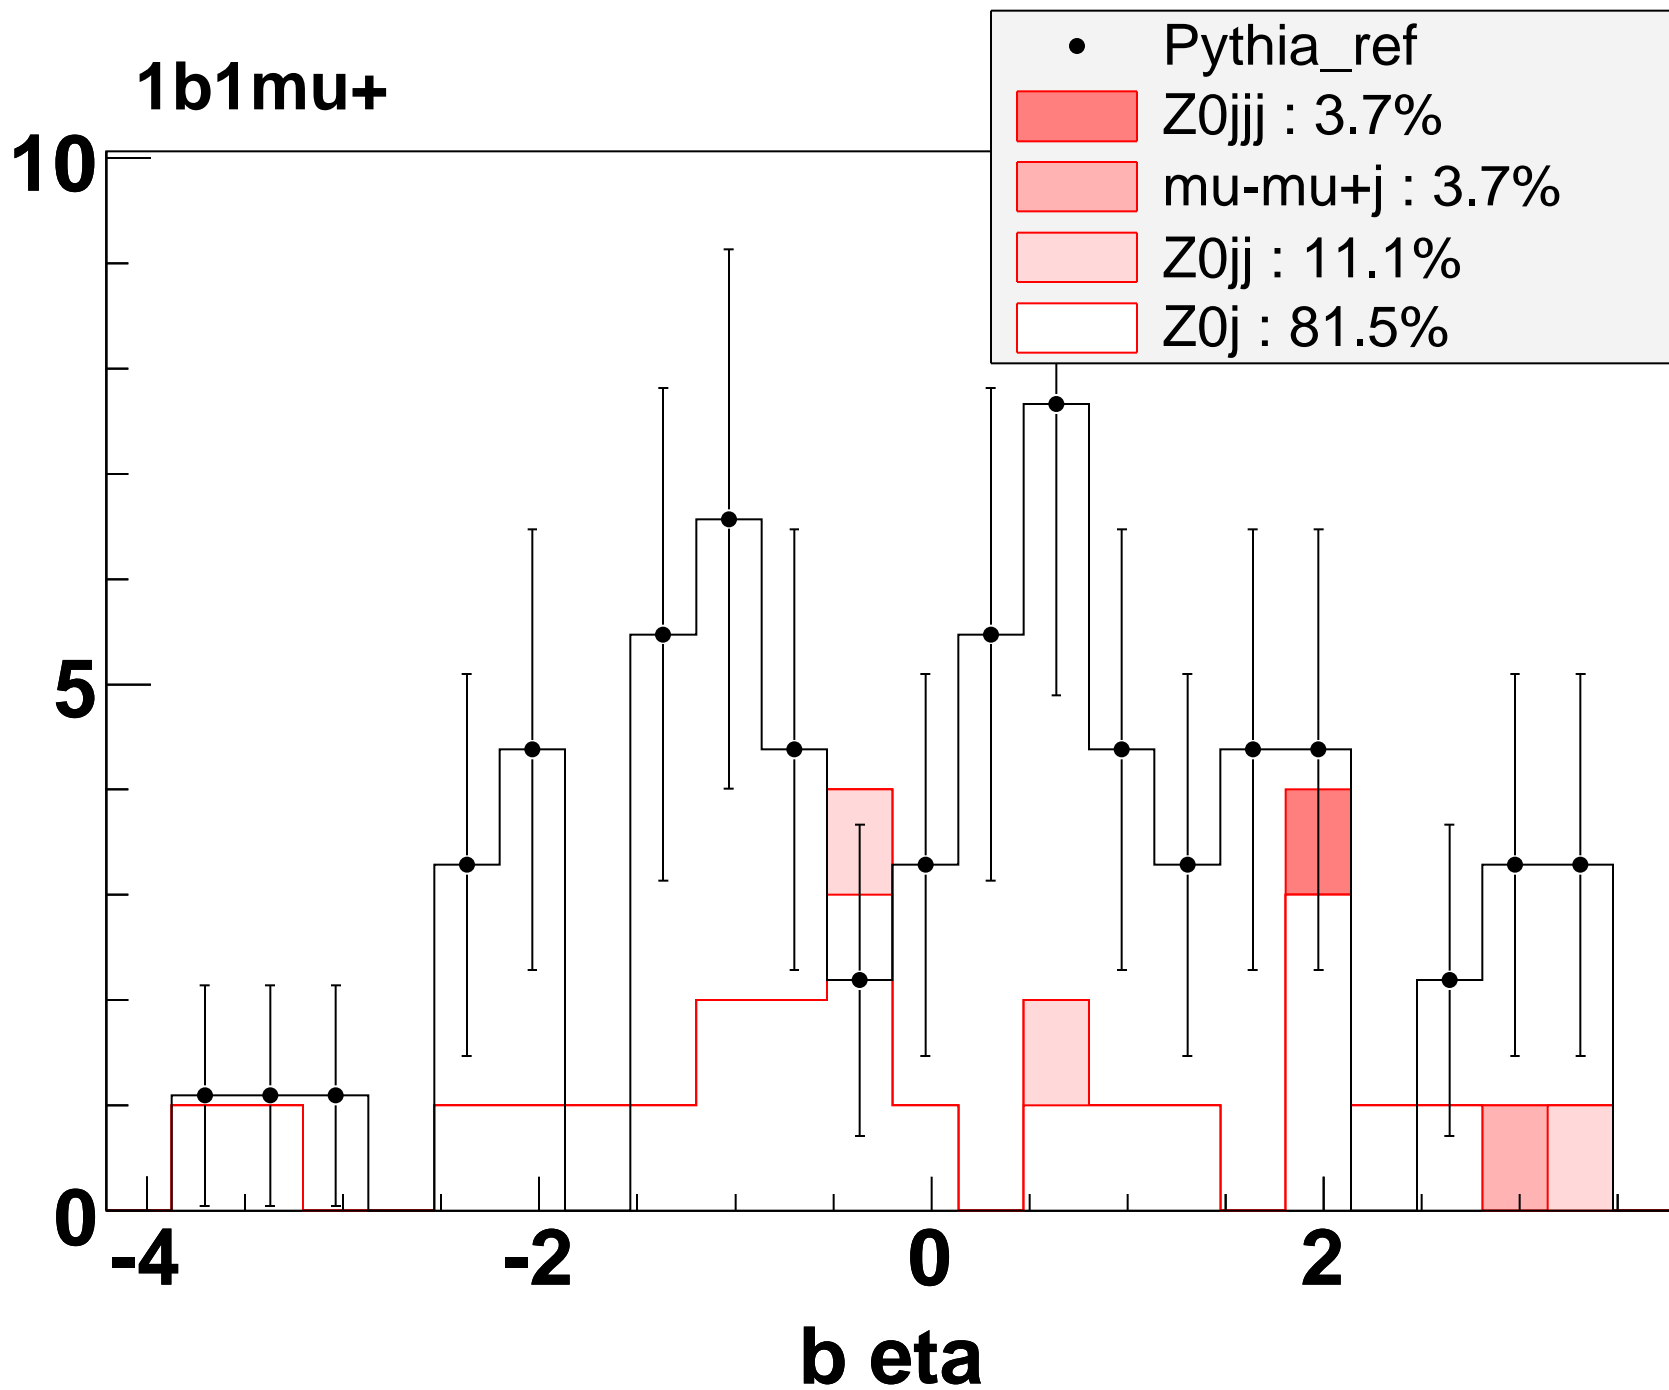 1b1mu+
Pythia_ref
Z0jjj : 3.7%
mu-mu+j : 3.7%
Z0jj : 11.1%
Z0j : 81.5%
10
5
0
-4 -2 0 2
b eta